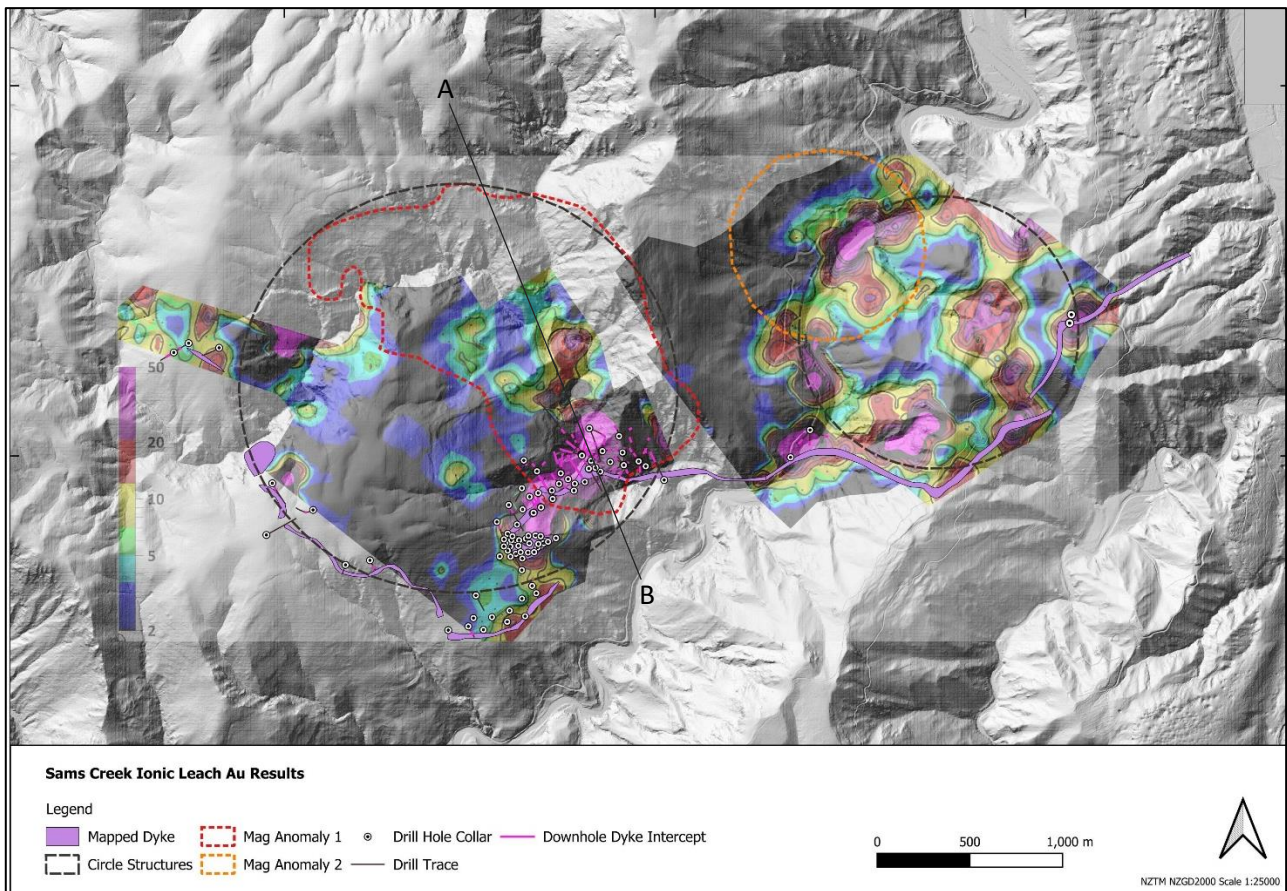 A
50
20
10
5
2
B
Sams Creek Ionic Leach Au Results
Legend
Mapped Dyke Mag Anomaly 1 Drill Hole Collar Downhole Dyke Intercept
Circle Structures Mag Anomaly 2 Drill Trace
0 500 1,000 m
NZTM NZGD2000 Scale 1:25000